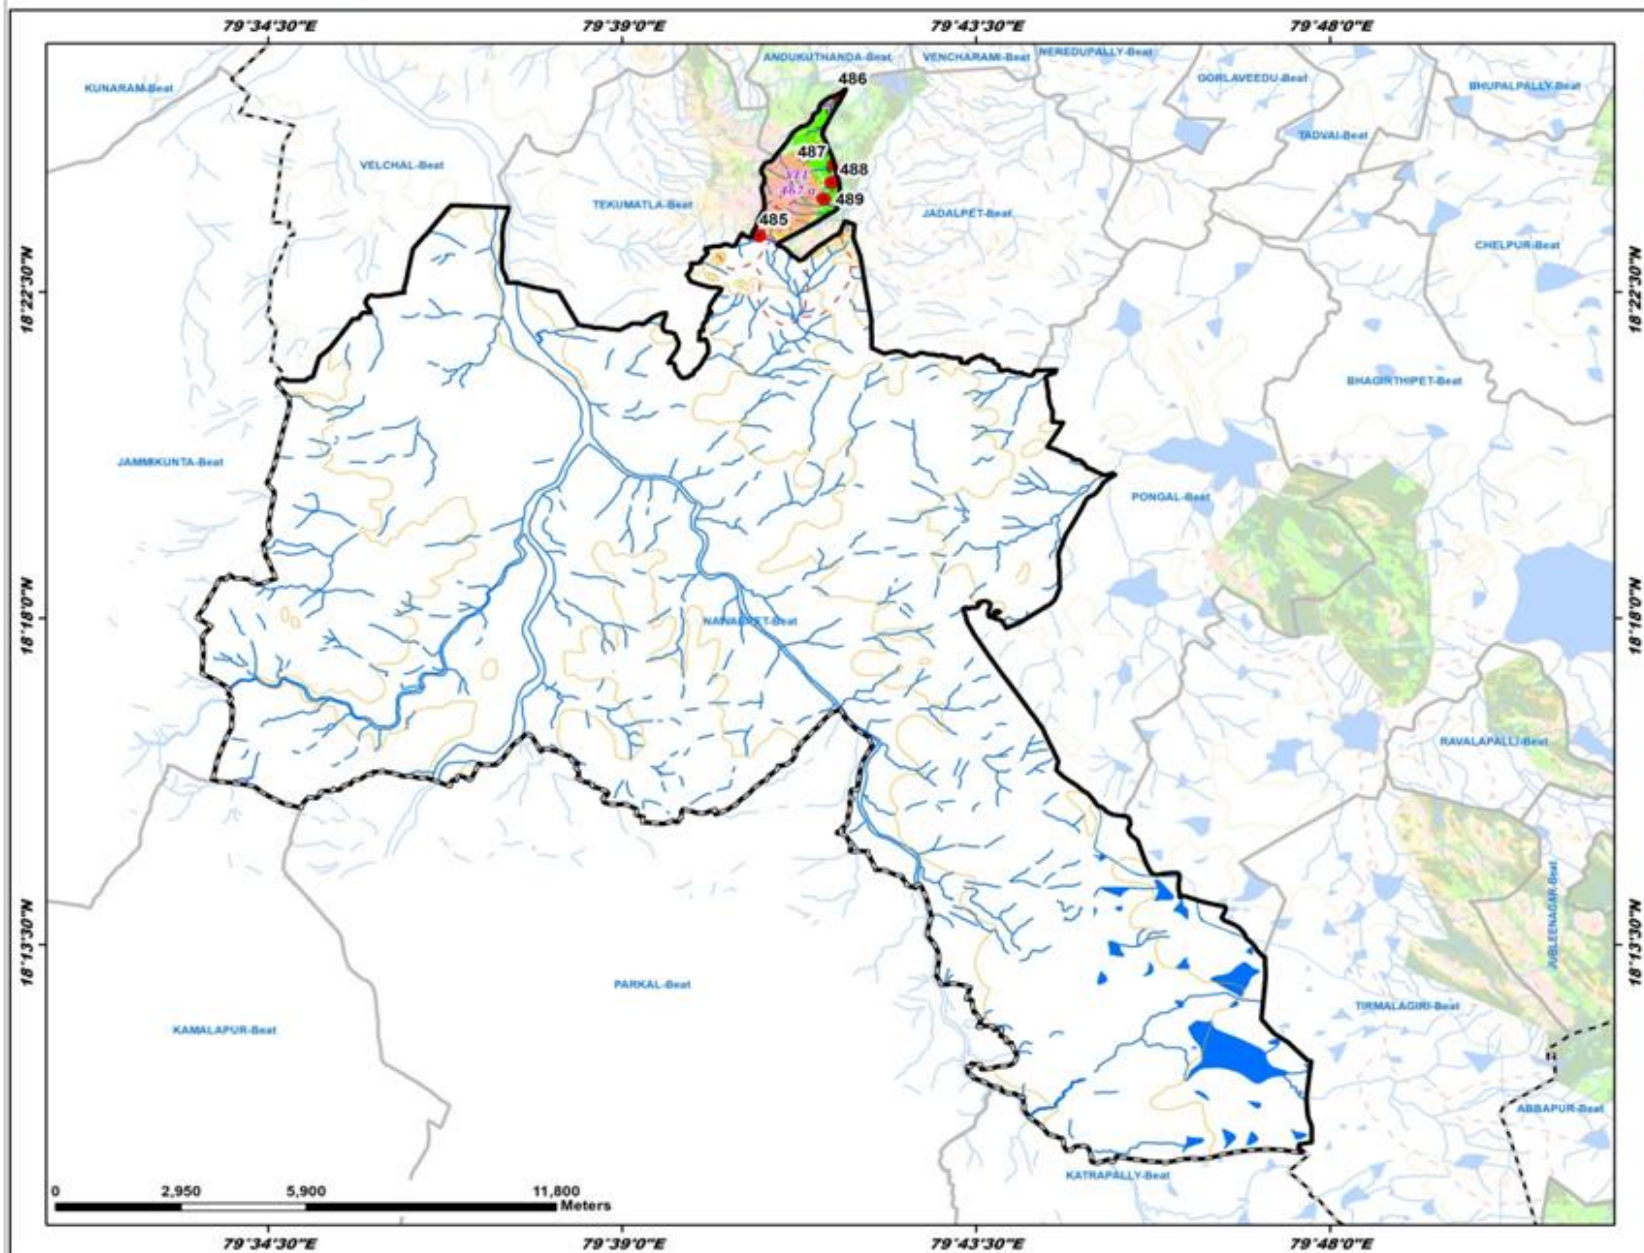 79°34'30"E 79°39'0"E 79°43'30"E 79°48'0"E
ANDUKUTHANDA-Beat
VENCHARAMI-Beat
NEREDUPALLY-Beat
KUNARAM-Beat
486
GORLAVEEDU-Beat
BHUPALPALLY-Beat
TADVAI-Beat
487
VELCHAL-Beat
488
VEL
467 a
TEKUMATLA-Beat
489
485
JADALPET-Beat
CHELPUR-Beat
18°22'30"N
18°22'30"N
BHAGIRTHIPET-Beat
JAMMIKUNTA-Beat
PONGAL-Beat
18°18'0"N
NAWABPET-Beat
18°18'0"N
RAVALAPALLI-Beat
JUBLEENAGAR-Beat
18°13'30"N
18°13'30"N
PARKAL-Beat
TIRMALAGIRI-Beat
KAMALAPUR-Beat
ABBAPUR-Beat
KATRAPALLY-Beat
0 2,950 5,900 11,800
Meters
79°34'30"E 79°39'0"E 79°43'30"E 79°48'0"E